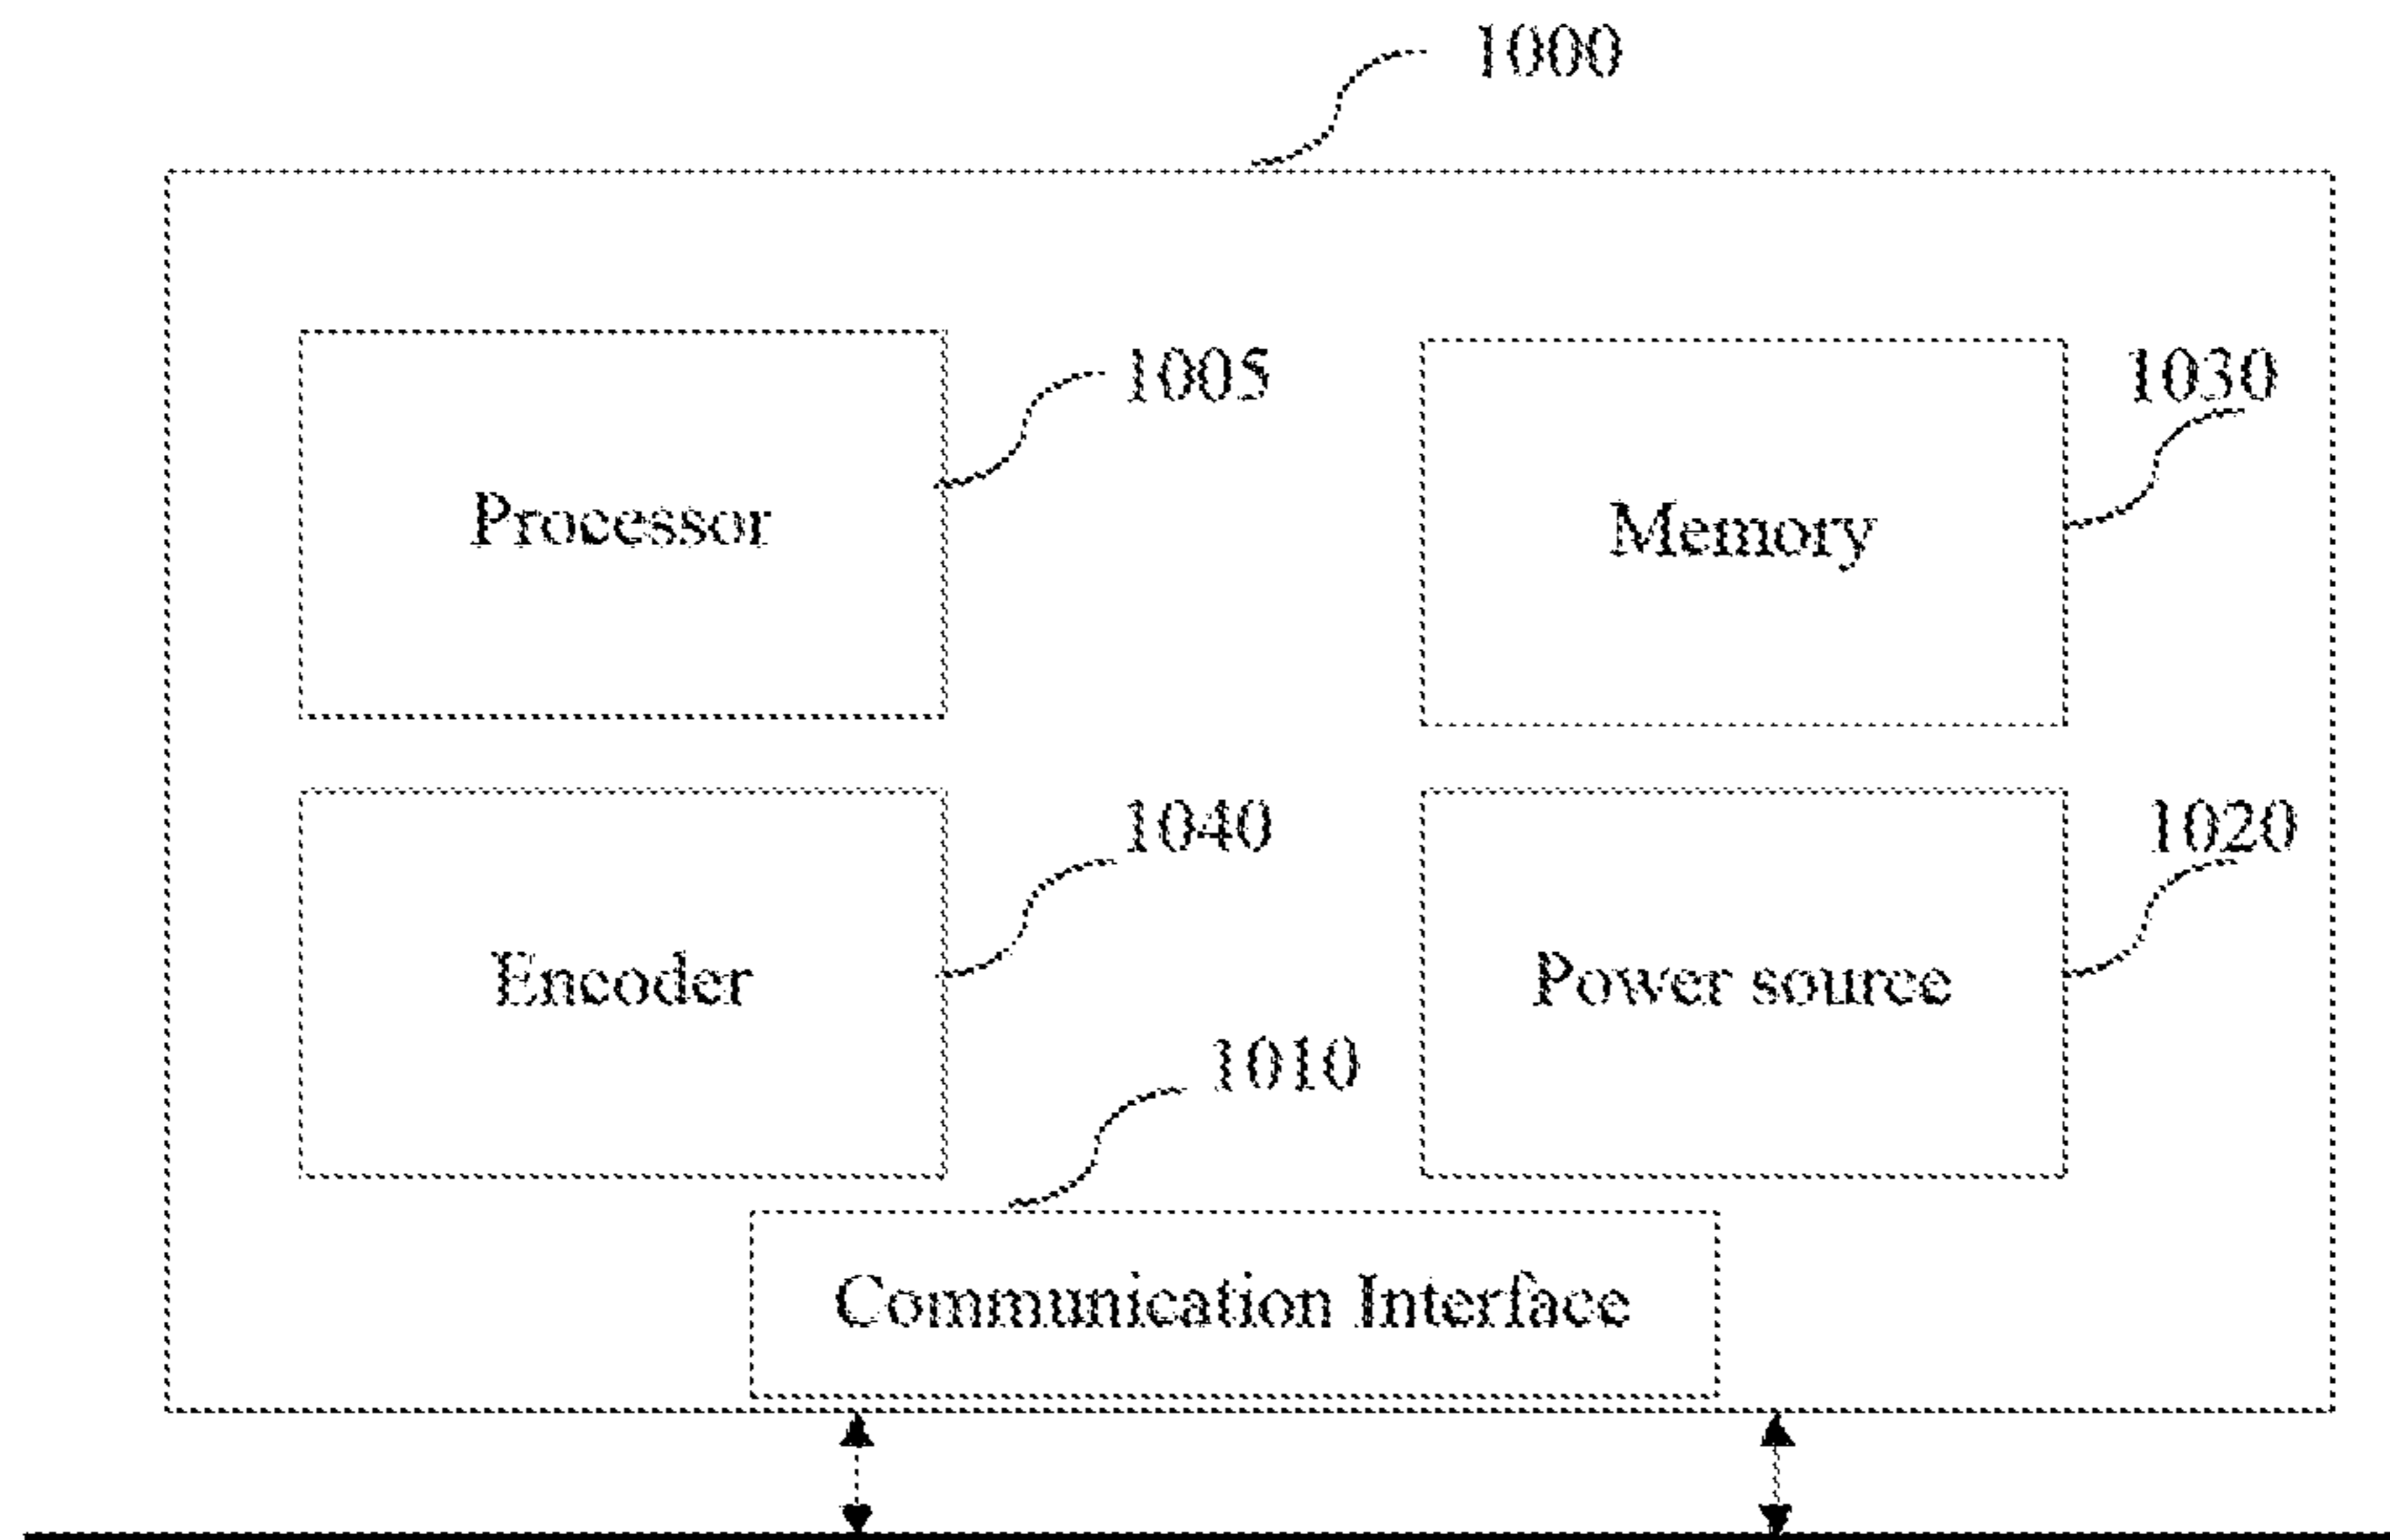 1000
1005
1030
Processor
Memory
1040
1020
Encoder
Power source
1010
Communication Interface